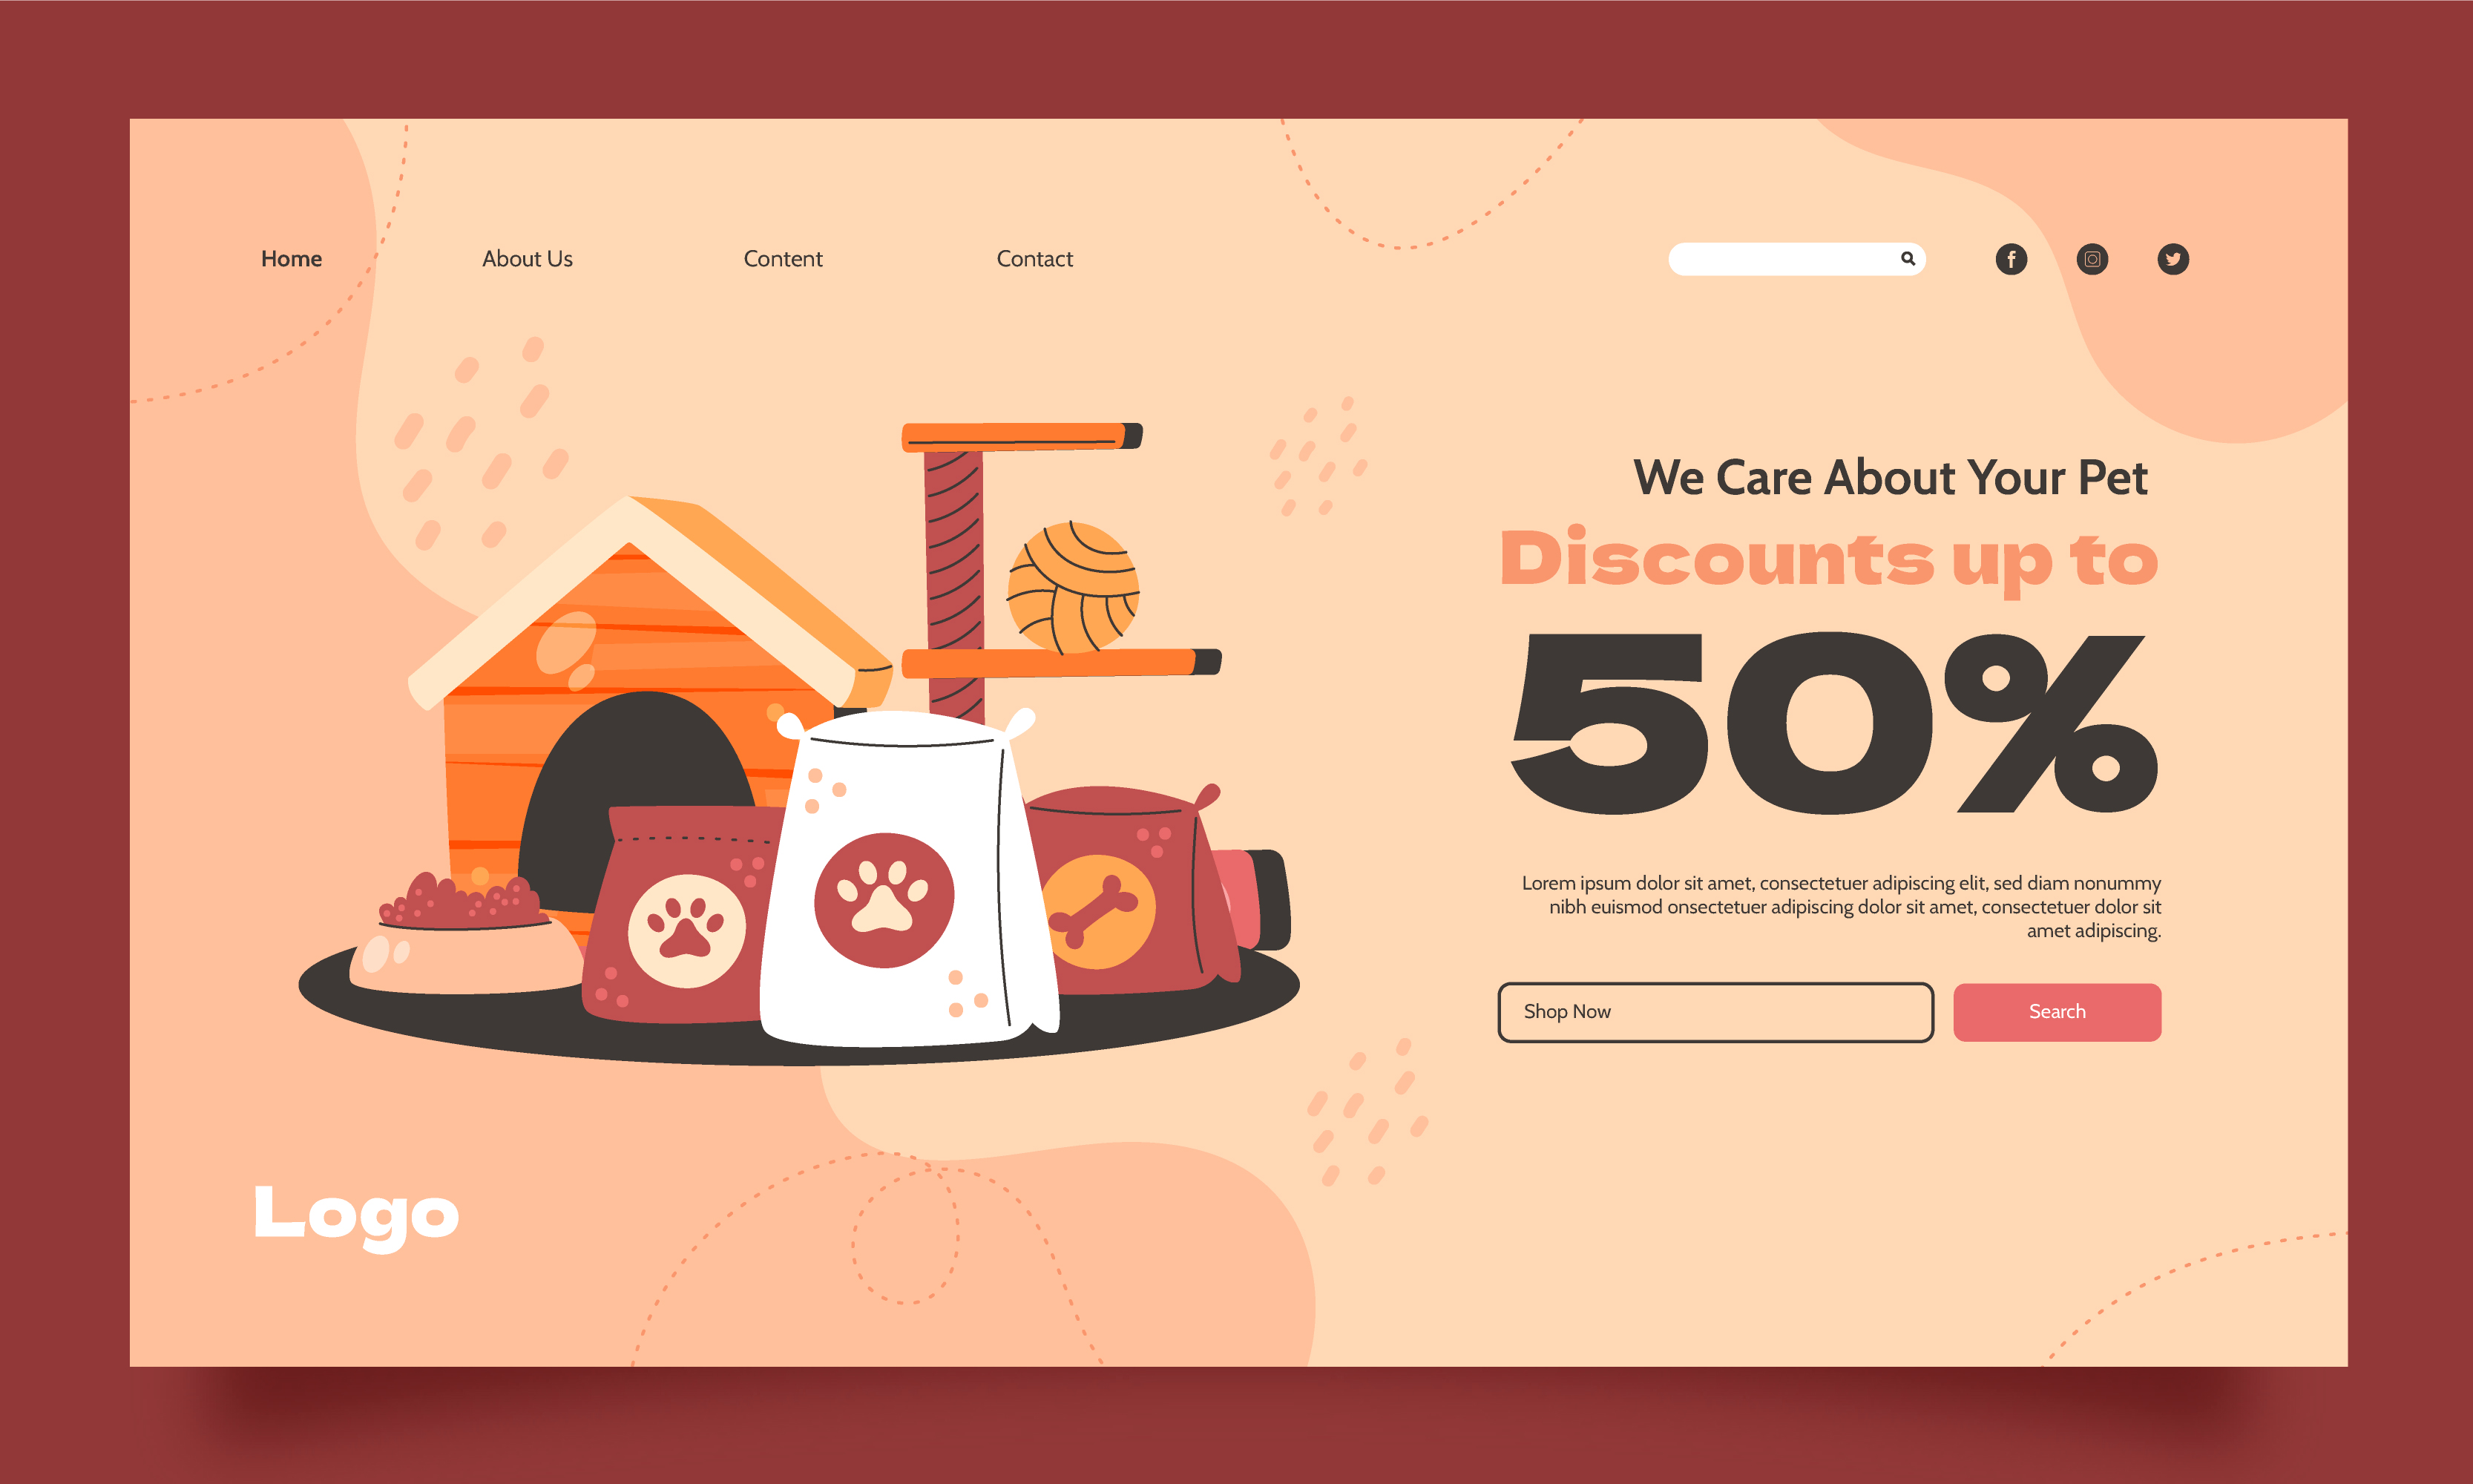 Home
About Us
Content
Contact
We Care About Your Pet
Discounts up to
50%
Lorem ipsum dolor sit amet, consectetuer adipiscing elit, sed diam nonummy
nibh euismod onsectetuer adipiscing dolor sit amet, consectetuer dolor sit
amet adipiscing.
Shop Now
Search
Logo